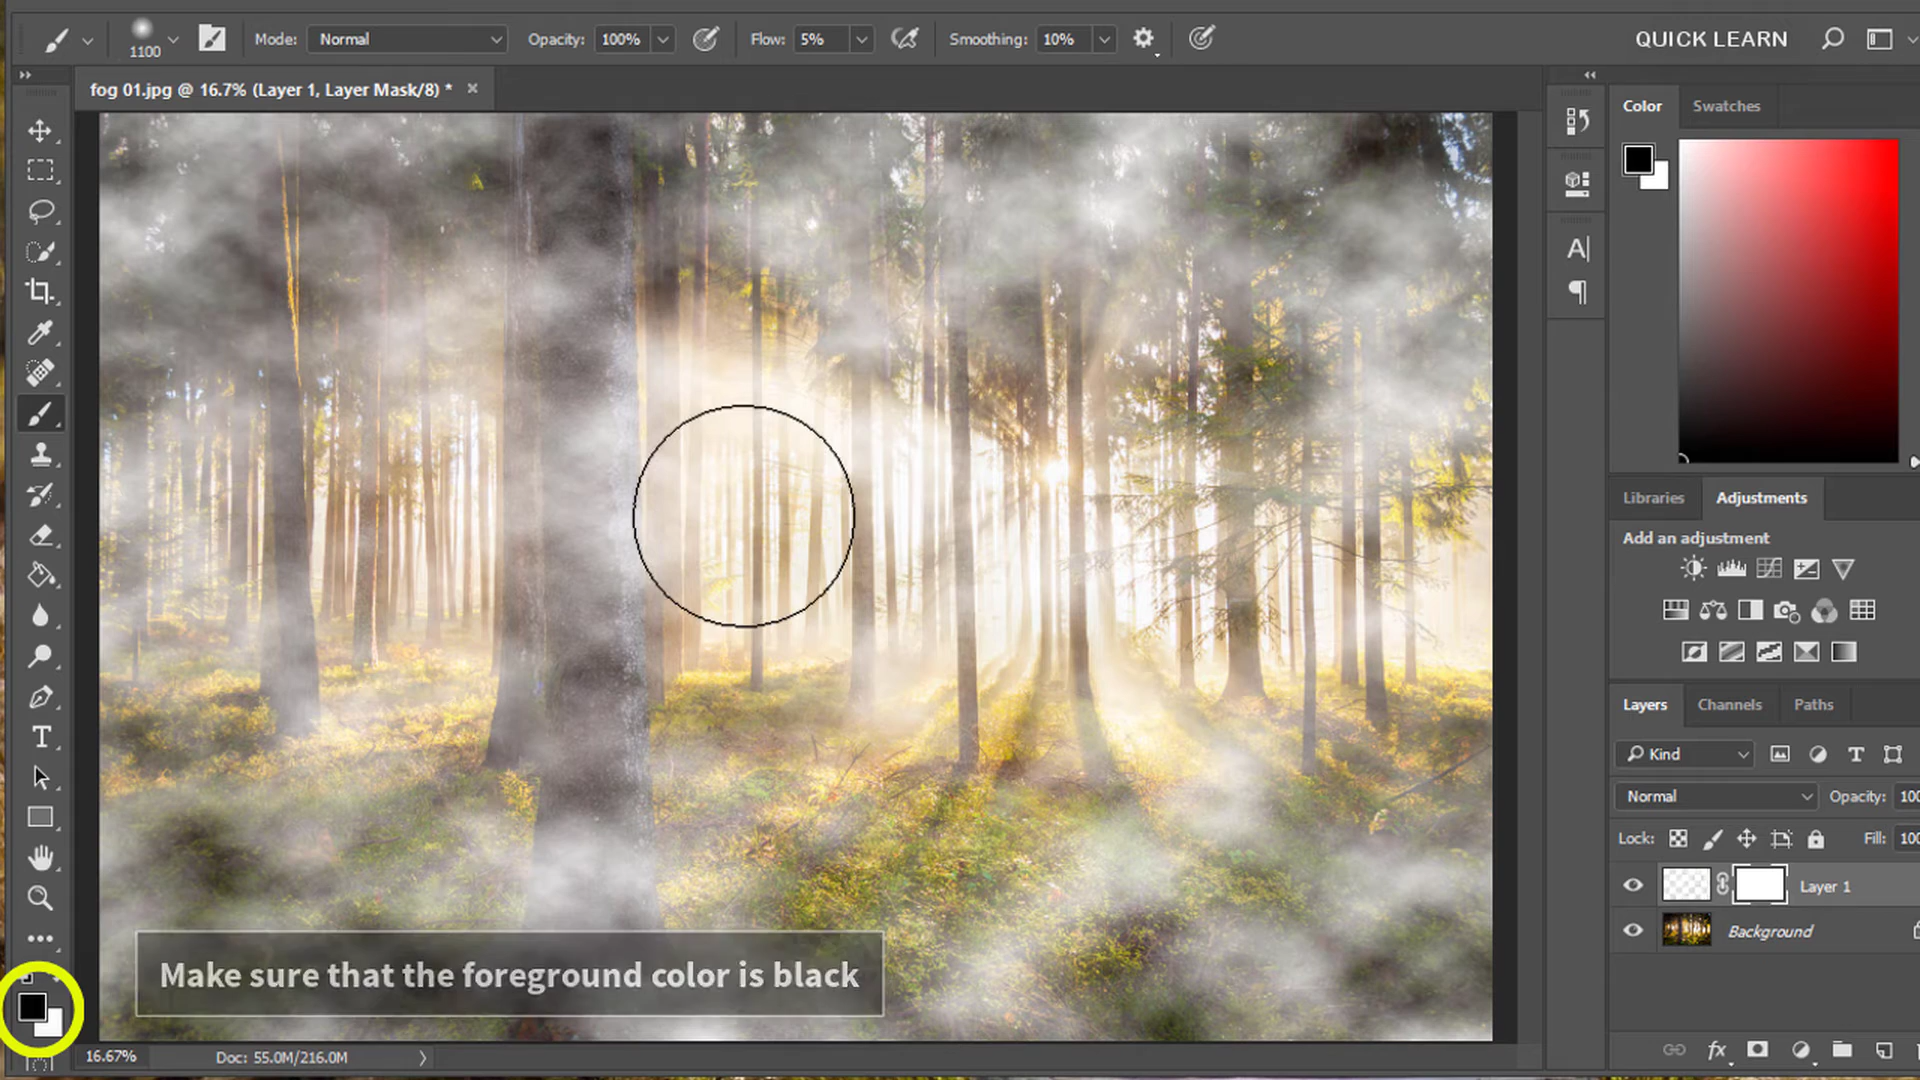 1100
Mode: Normal
Opacity: 100%
Flow: 5%
Smoothing: 10%
QUICK LEARN
fog 01.jpg @ 16.7% (Layer 1, Layer Mask/8) *
Color
Swatches
A
Libraries
Adjustments
Add an adjustment
Layers
Channels
Paths
Kind
T
Normal
Opacity: 100
Lock:
Fill: 100
Layer 1
Background
fx
T
Make sure that the foreground color is black
16.67%
Doc: 55.0M/216.0M